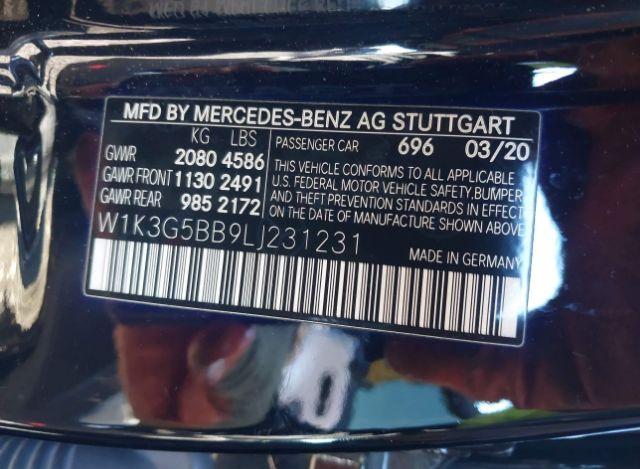 MFD BY MERCEDES-BENZ AG STUTTGART
KG LBS
GVWR 2080 4586
GAWR FRONT 1130 2491
GAWR REAR 985 2172
PASSENGER CAR 696 03/20
THIS VEHICLE CONFORMS TO ALL APPLICABLE
U.S. FEDERAL MOTOR VEHICLE SAFETY, BUMPER
AND THEFT PREVENTION STANDARDS IN EFFECT
ON DATE OF MANUFACTURE SHOWN ABOVE
W1K3G5BB9LJ231231
MADE IN GERMANY